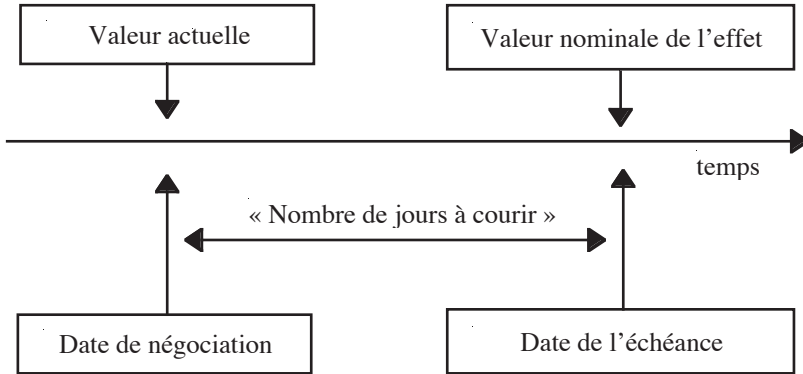 Valeur actuelle
Valeur nominale de l’effet
temps
« Nombre de jours à courir »
Date de négociation
Date de l’échéance